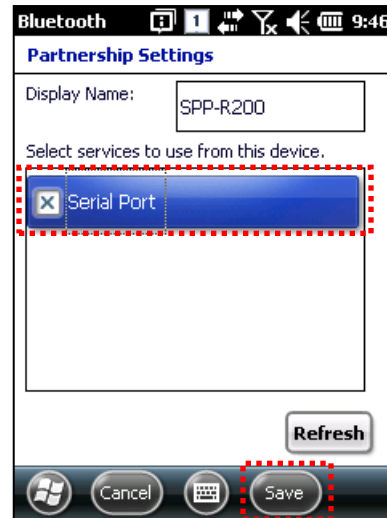 Bluetooth 1 9:46
Partnership Settings
Display Name:
SPP-R200
Select services to use from this device.
Serial Port
Refresh
Cancel Save